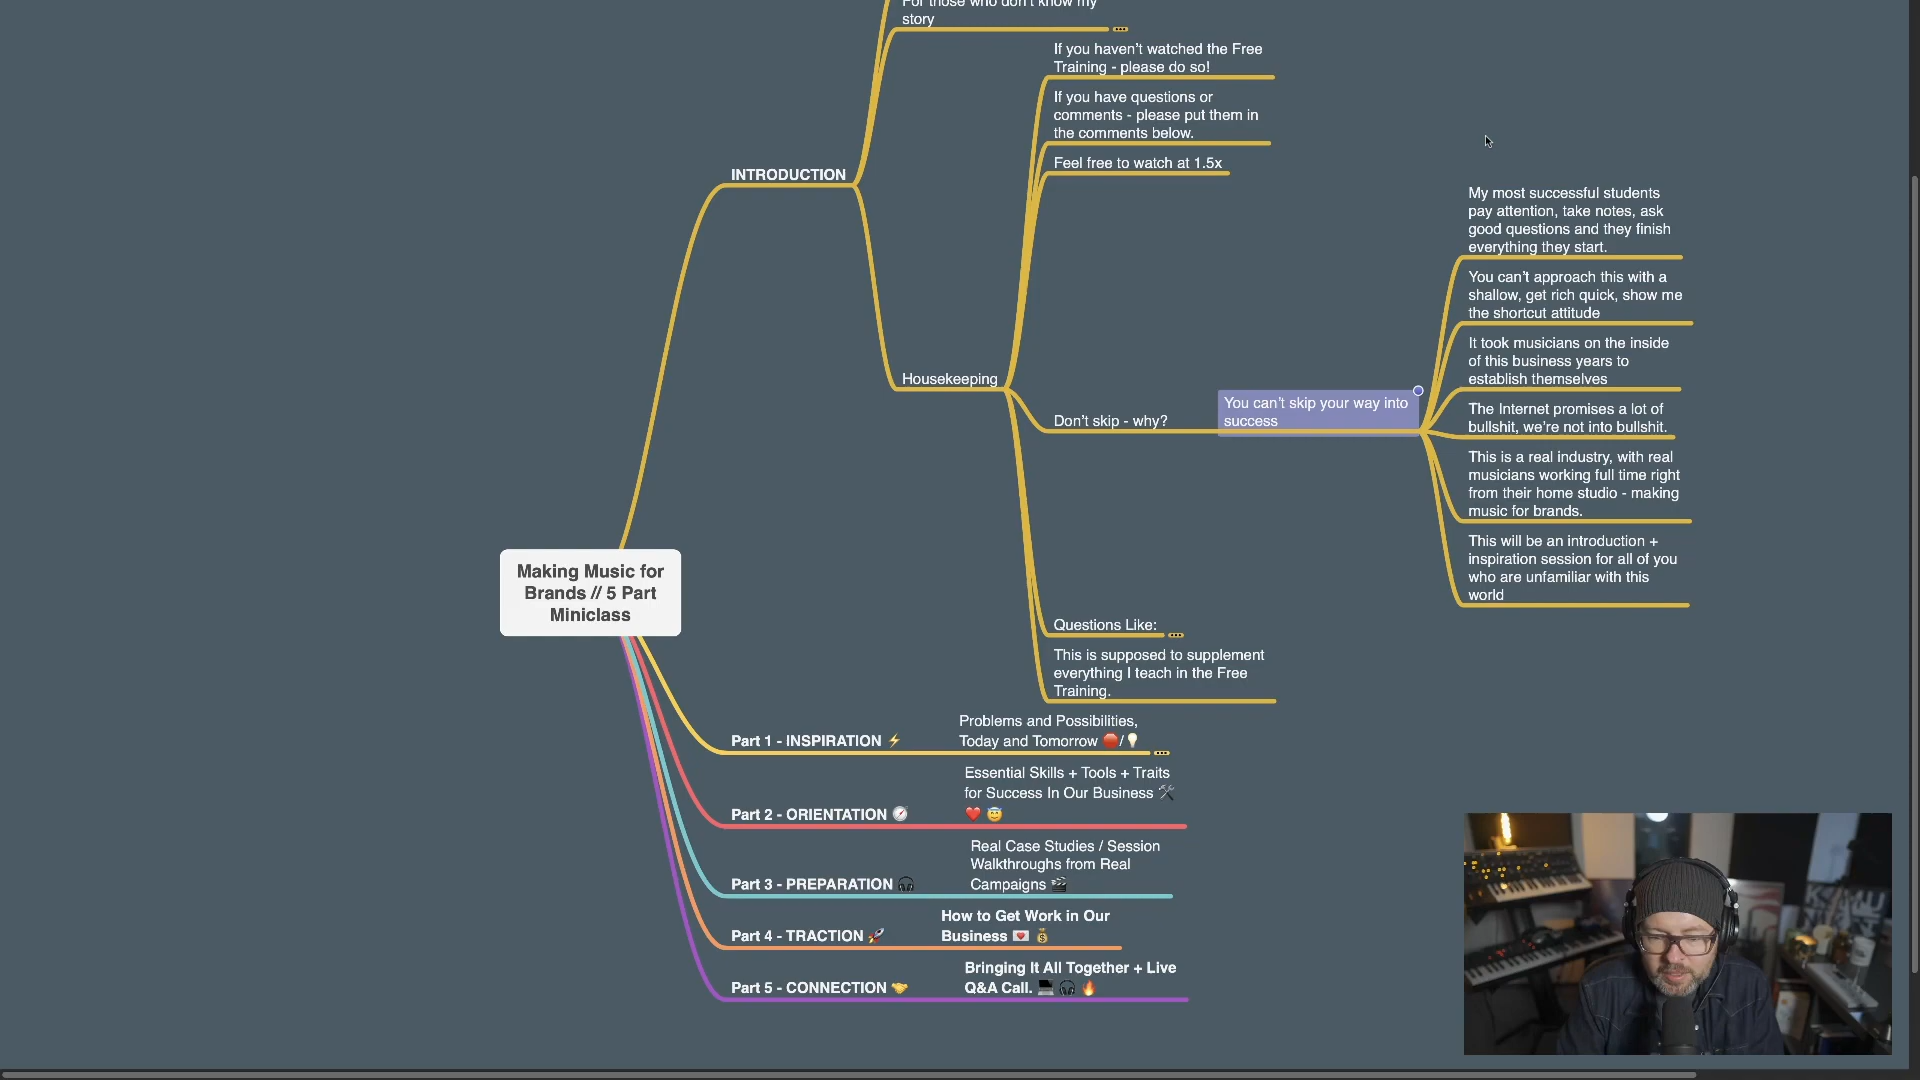 For those who don't know my
story
If you haven't watched the Free
Training - please do so!
If you have questions or
comments - please put them in
the comments below.
Feel free to watch at 1.5x
INTRODUCTION
My most successful students
pay attention, take notes, ask
good questions and they finish
everything they start.
You can't approach this with a
shallow, get rich quick, show me
the shortcut attitude
It took musicians on the inside
of this business years to
establish themselves
Housekeeping
Don't skip - why?
You can't skip your way into
success
The Internet promises a lot of
bullshit, we're not into bullshit.
This is a real industry, with real
musicians working full time right
from their home studio - making
music for brands.
This will be an introduction +
inspiration session for all of you
who are unfamiliar with this
world
Making Music for
Brands // 5 Part
Miniclass
Questions Like:
This is supposed to supplement
everything I teach in the Free
Training.
Part 1 - INSPIRATION ⚡
Problems and Possibilities,
Today and Tomorrow 🛑/💡
Part 2 - ORIENTATION 🧭
Essential Skills + Tools + Traits
for Success In Our Business 🛠
❤️ 😇
Part 3 - PREPARATION 🎧
Real Case Studies / Session
Walkthroughs from Real
Campaigns 🎬
Part 4 - TRACTION 🚀
How to Get Work in Our
Business 💌 💰
Part 5 - CONNECTION 🤝
Bringing It All Together + Live
Q&A Call. 💻 🎧 🔥